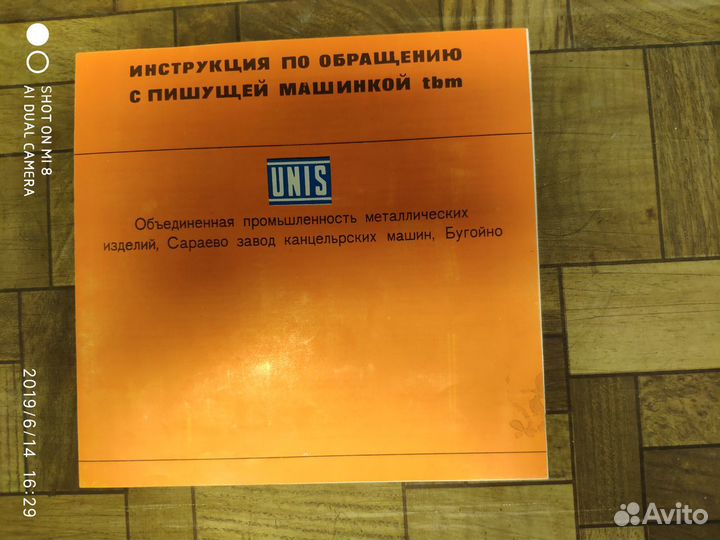 ИНСТРУКЦИЯ ПО ОБРАЩЕНИЮ
С ПИШУЩЕЙ МАШИНКОЙ tbm
UNIS
Объединенная промышленность металлических
изделий, Сараево завод канцельрских машин, Бугойно
SHOT ON MI 8
AI DUAL CAMERA
2019/6/14 16:29
Avito